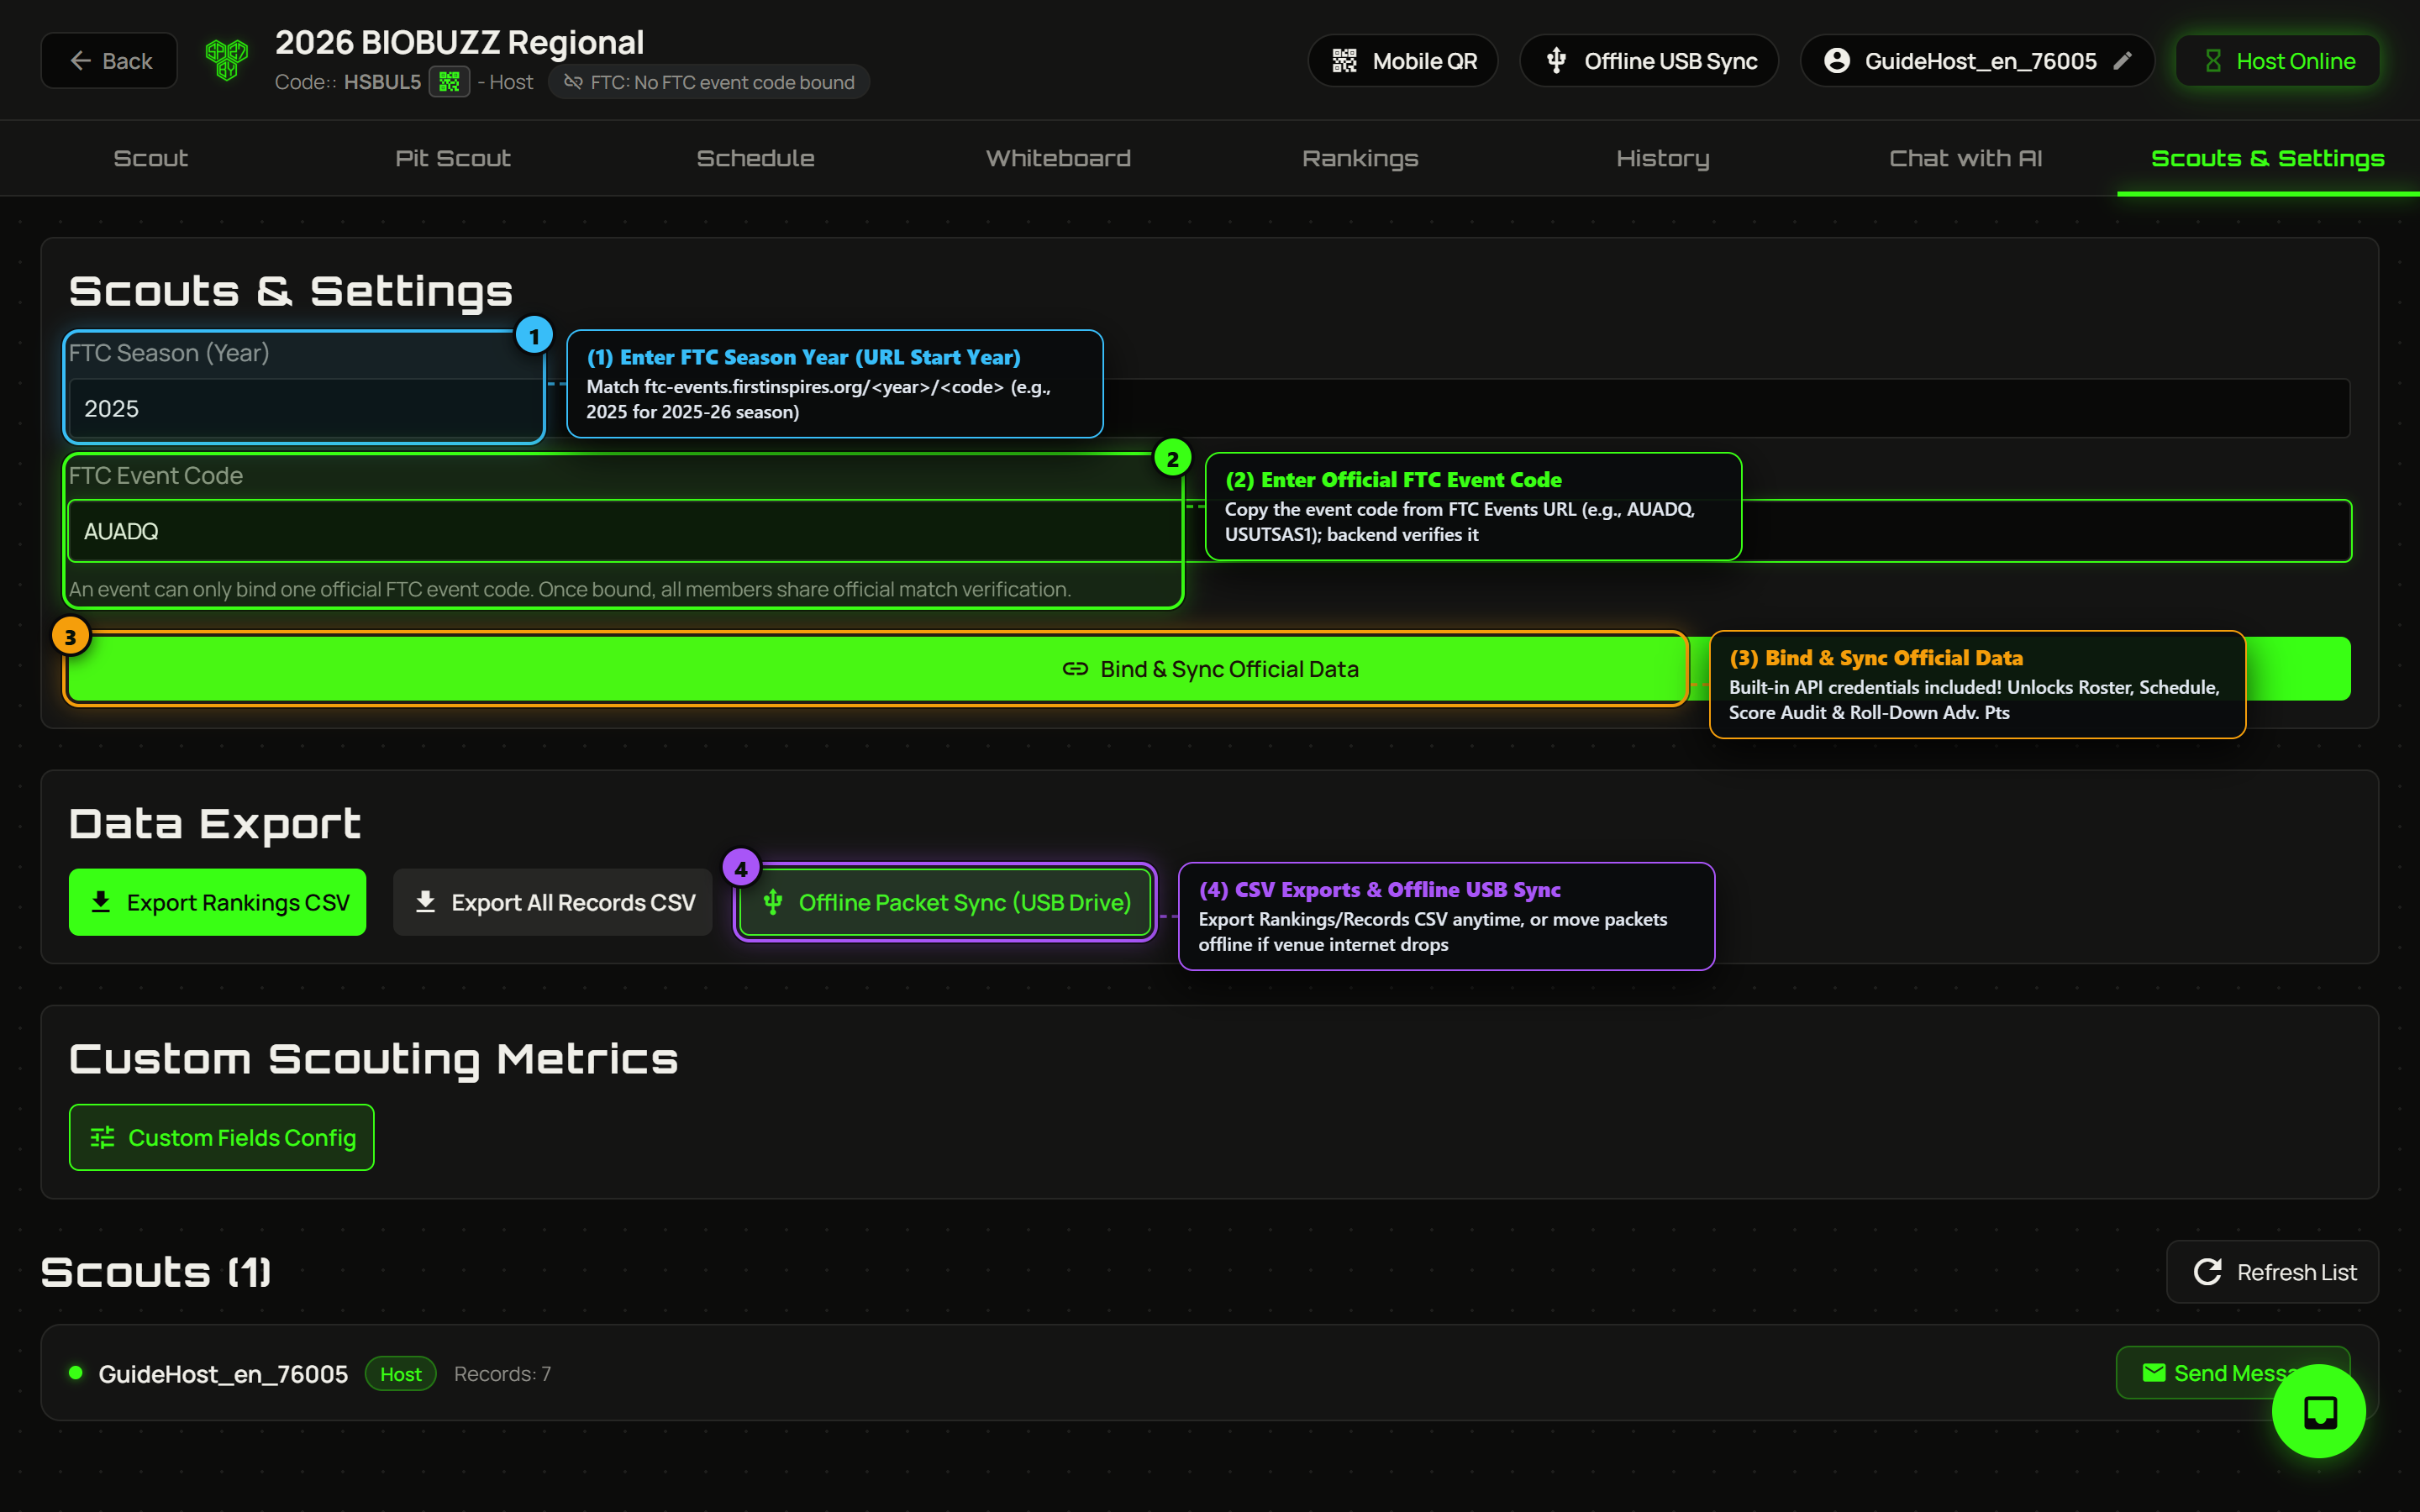 Back
2026 BIOBUZZ Regional
Code:: HSBUL5 - Host FTC: No FTC event code bound
Mobile QR
Offline USB Sync
GuideHost_en_76005
Host Online
Scout
Pit Scout
Schedule
Whiteboard
Rankings
History
Chat with AI
Scouts & Settings
Scouts & Settings
FTC Season (Year)
2025
1
(1) Enter FTC Season Year (URL Start Year)
Match ftc-events.firstinspires.org/<year>/<code> (e.g.,
2025 for 2025-26 season)
FTC Event Code
AUADQ
An event can only bind one official FTC event code. Once bound, all members share official match verification.
2
(2) Enter Official FTC Event Code
Copy the event code from FTC Events URL (e.g., AUADQ,
USUTSAS1); backend verifies it
3
Bind & Sync Official Data
(3) Bind & Sync Official Data
Built-in API credentials included! Unlocks Roster, Schedule,
Score Audit & Roll-Down Adv. Pts
Data Export
Export Rankings CSV
Export All Records CSV
4
Offline Packet Sync (USB Drive)
(4) CSV Exports & Offline USB Sync
Export Rankings/Records CSV anytime, or move packets
offline if venue internet drops
Custom Scouting Metrics
Custom Fields Config
Scouts (1)
Refresh List
GuideHost_en_76005
Host
Records: 7
Send